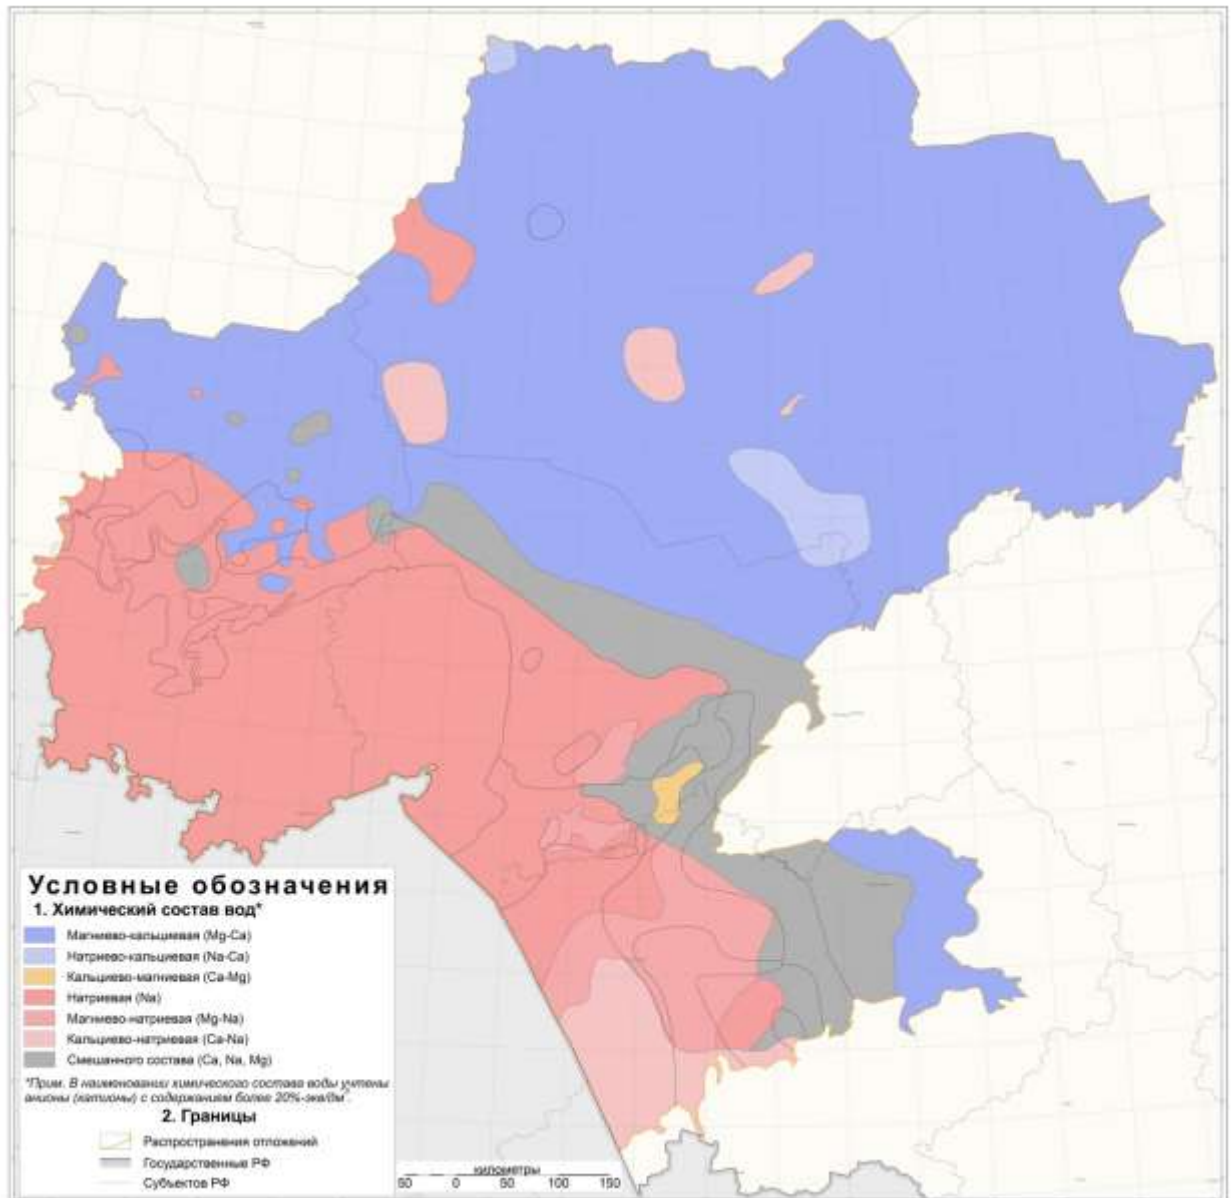 Условные обозначения
1. Химический состав вод*
Магниево-кальциевая (Mg-Ca)
Натриево-кальциевая (Na-Ca)
Кальциево-магниевая (Ca-Mg)
Натриевая (Na)
Магниево-натриевая (Mg-Na)
Кальциево-натриевая (Ca-Na)
Смешанного состава (Ca, Na, Mg)
*Прим. В наименовании химического состава воды учтены
анионы (катионы) с содержанием более 20%-экв/дм³.
2. Границы
Распространения отложений
Государственные РФ
Субъектов РФ
километры
50 0 50 100 150